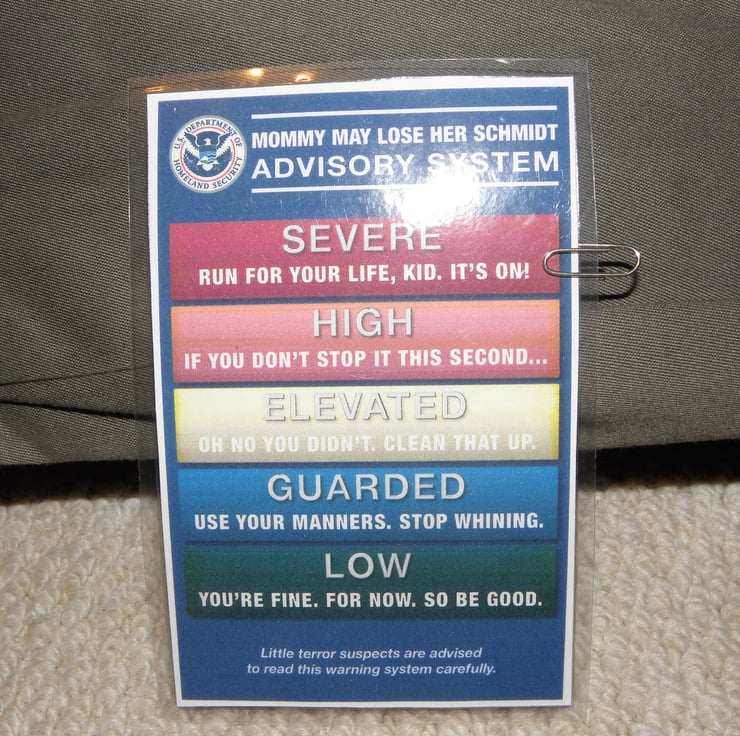 U.S. DEPARTMENT OF
HOMELAND SECURITY
MOMMY MAY LOSE HER SCHMIDT
ADVISORY SYSTEM
SEVERE
RUN FOR YOUR LIFE, KID. IT'S ON!
HIGH
IF YOU DON'T STOP IT THIS SECOND...
ELEVATED
OH NO YOU DIDN'T. CLEAN THAT UP.
GUARDED
USE YOUR MANNERS. STOP WHINING.
LOW
YOU'RE FINE. FOR NOW. SO BE GOOD.
Little terror suspects are advised
to read this warning system carefully.